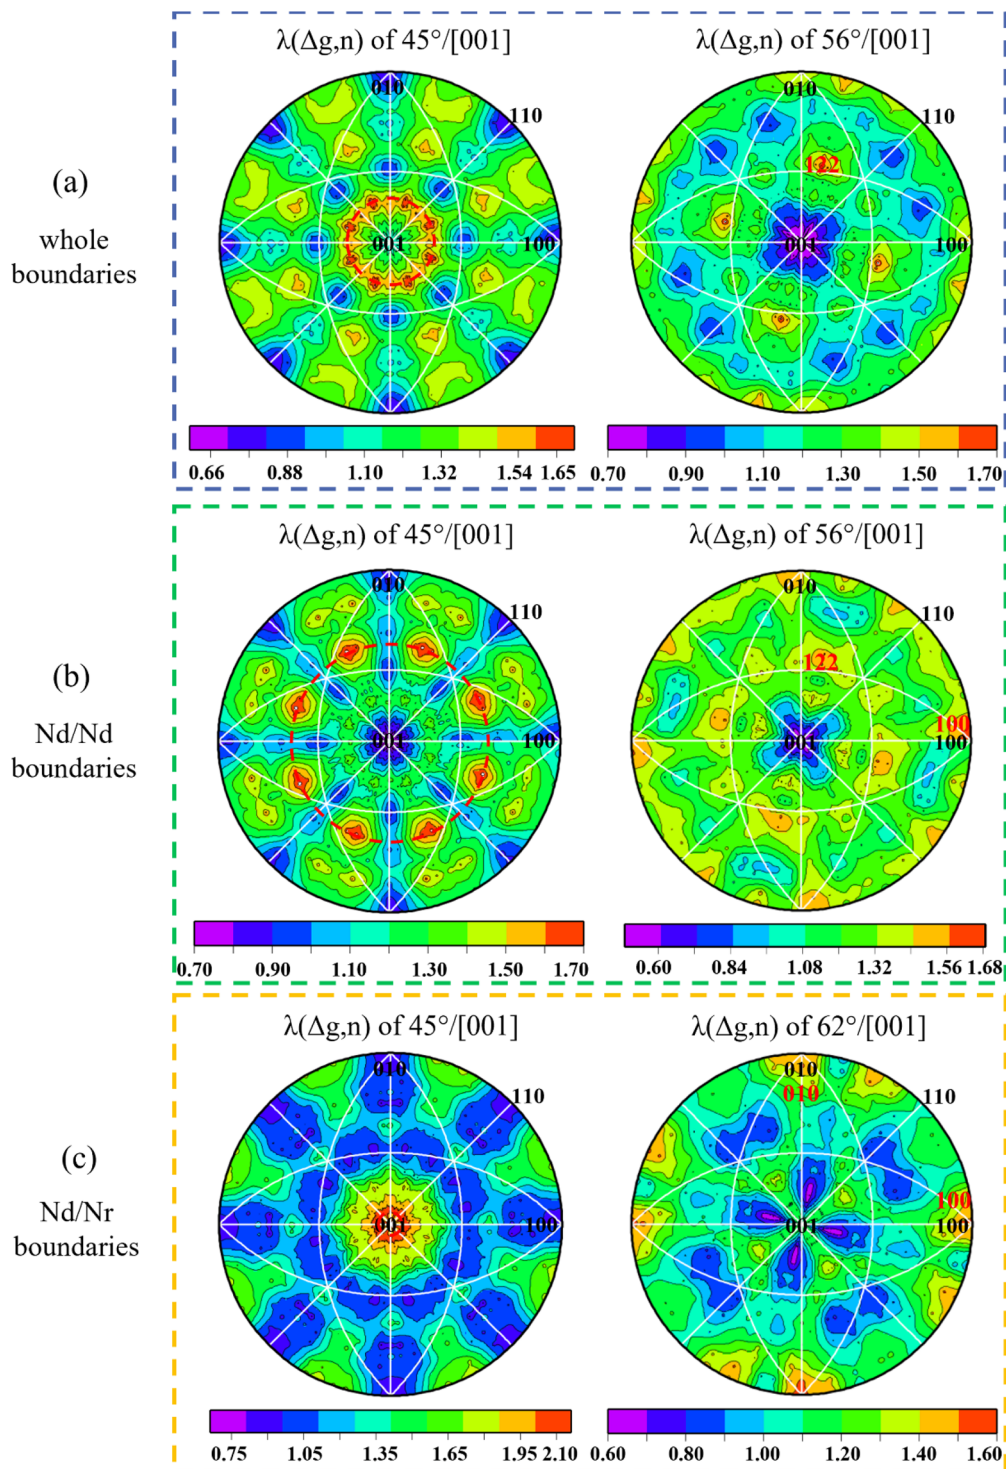 (a)
whole
boundaries
λ(Δg,n) of 45°/[001]
010
110
001
100
0.66 0.88 1.10 1.32 1.54 1.65
λ(Δg,n) of 56°/[001]
010
110
122
001
100
0.70 0.90 1.10 1.30 1.50 1.70
(b)
Nd/Nd
boundaries
λ(Δg,n) of 45°/[001]
010
110
001
100
0.70 0.90 1.10 1.30 1.50 1.70
λ(Δg,n) of 56°/[001]
010
110
122
100
001
100
0.60 0.84 1.08 1.32 1.56 1.68
(c)
Nd/Nr
boundaries
λ(Δg,n) of 45°/[001]
010
110
001
100
0.75 1.05 1.35 1.65 1.95 2.10
λ(Δg,n) of 62°/[001]
010
010
110
100
001
100
0.60 0.80 1.00 1.20 1.40 1.60